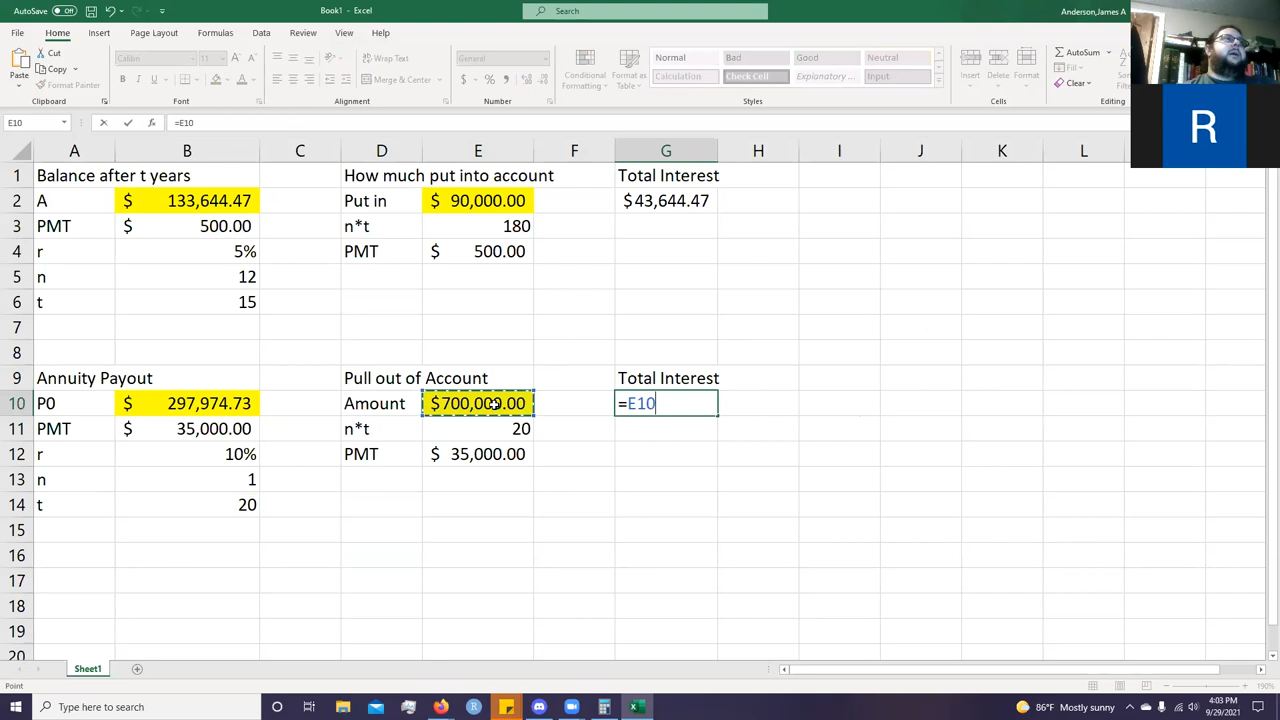 AutoSave Off Book1 - Excel Search Anderson,James A
File Home Insert Page Layout Formulas Data Review View Help
Cut
Copy
Format Painter
Paste
Calibri 11
B I U
Wrap Text
Merge & Center
General
$ % 9
Conditional Formatting
Format as Table
Normal Bad Good Neutral
Calculation Check Cell Explanatory ... Input
Insert Delete Format
AutoSum
Fill
Clear
Clipboard Font Alignment Number Styles Cells Editing
R
E10 fx =E10
A B C D E F G H I J K L
1 Balance after t years How much put into account Total Interest
2 A $ 133,644.47 Put in $ 90,000.00 $43,644.47
3 PMT $ 500.00 n*t 180
4 r 5% PMT $ 500.00
5 n 12
6 t 15
7
8
9 Annuity Payout Pull out of Account Total Interest
10 P0 $ 297,974.73 Amount $700,000.00 =E10
11 PMT $ 35,000.00 n*t 20
12 r 10% PMT $ 35,000.00
13 n 1
14 t 20
15
16
17
18
19
20
Sheet1
Point 190%
Type here to search
86°F Mostly sunny
4:03 PM
9/29/2021